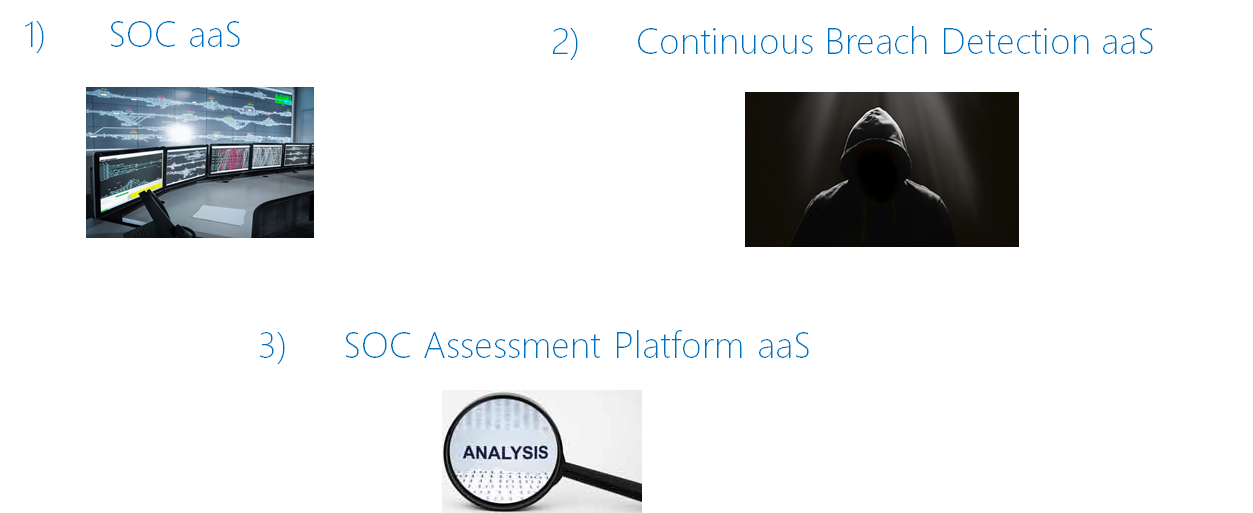 1) SOC aaS
2) Continuous Breach Detection aaS
3) SOC Assessment Platform aaS
ANALYSIS